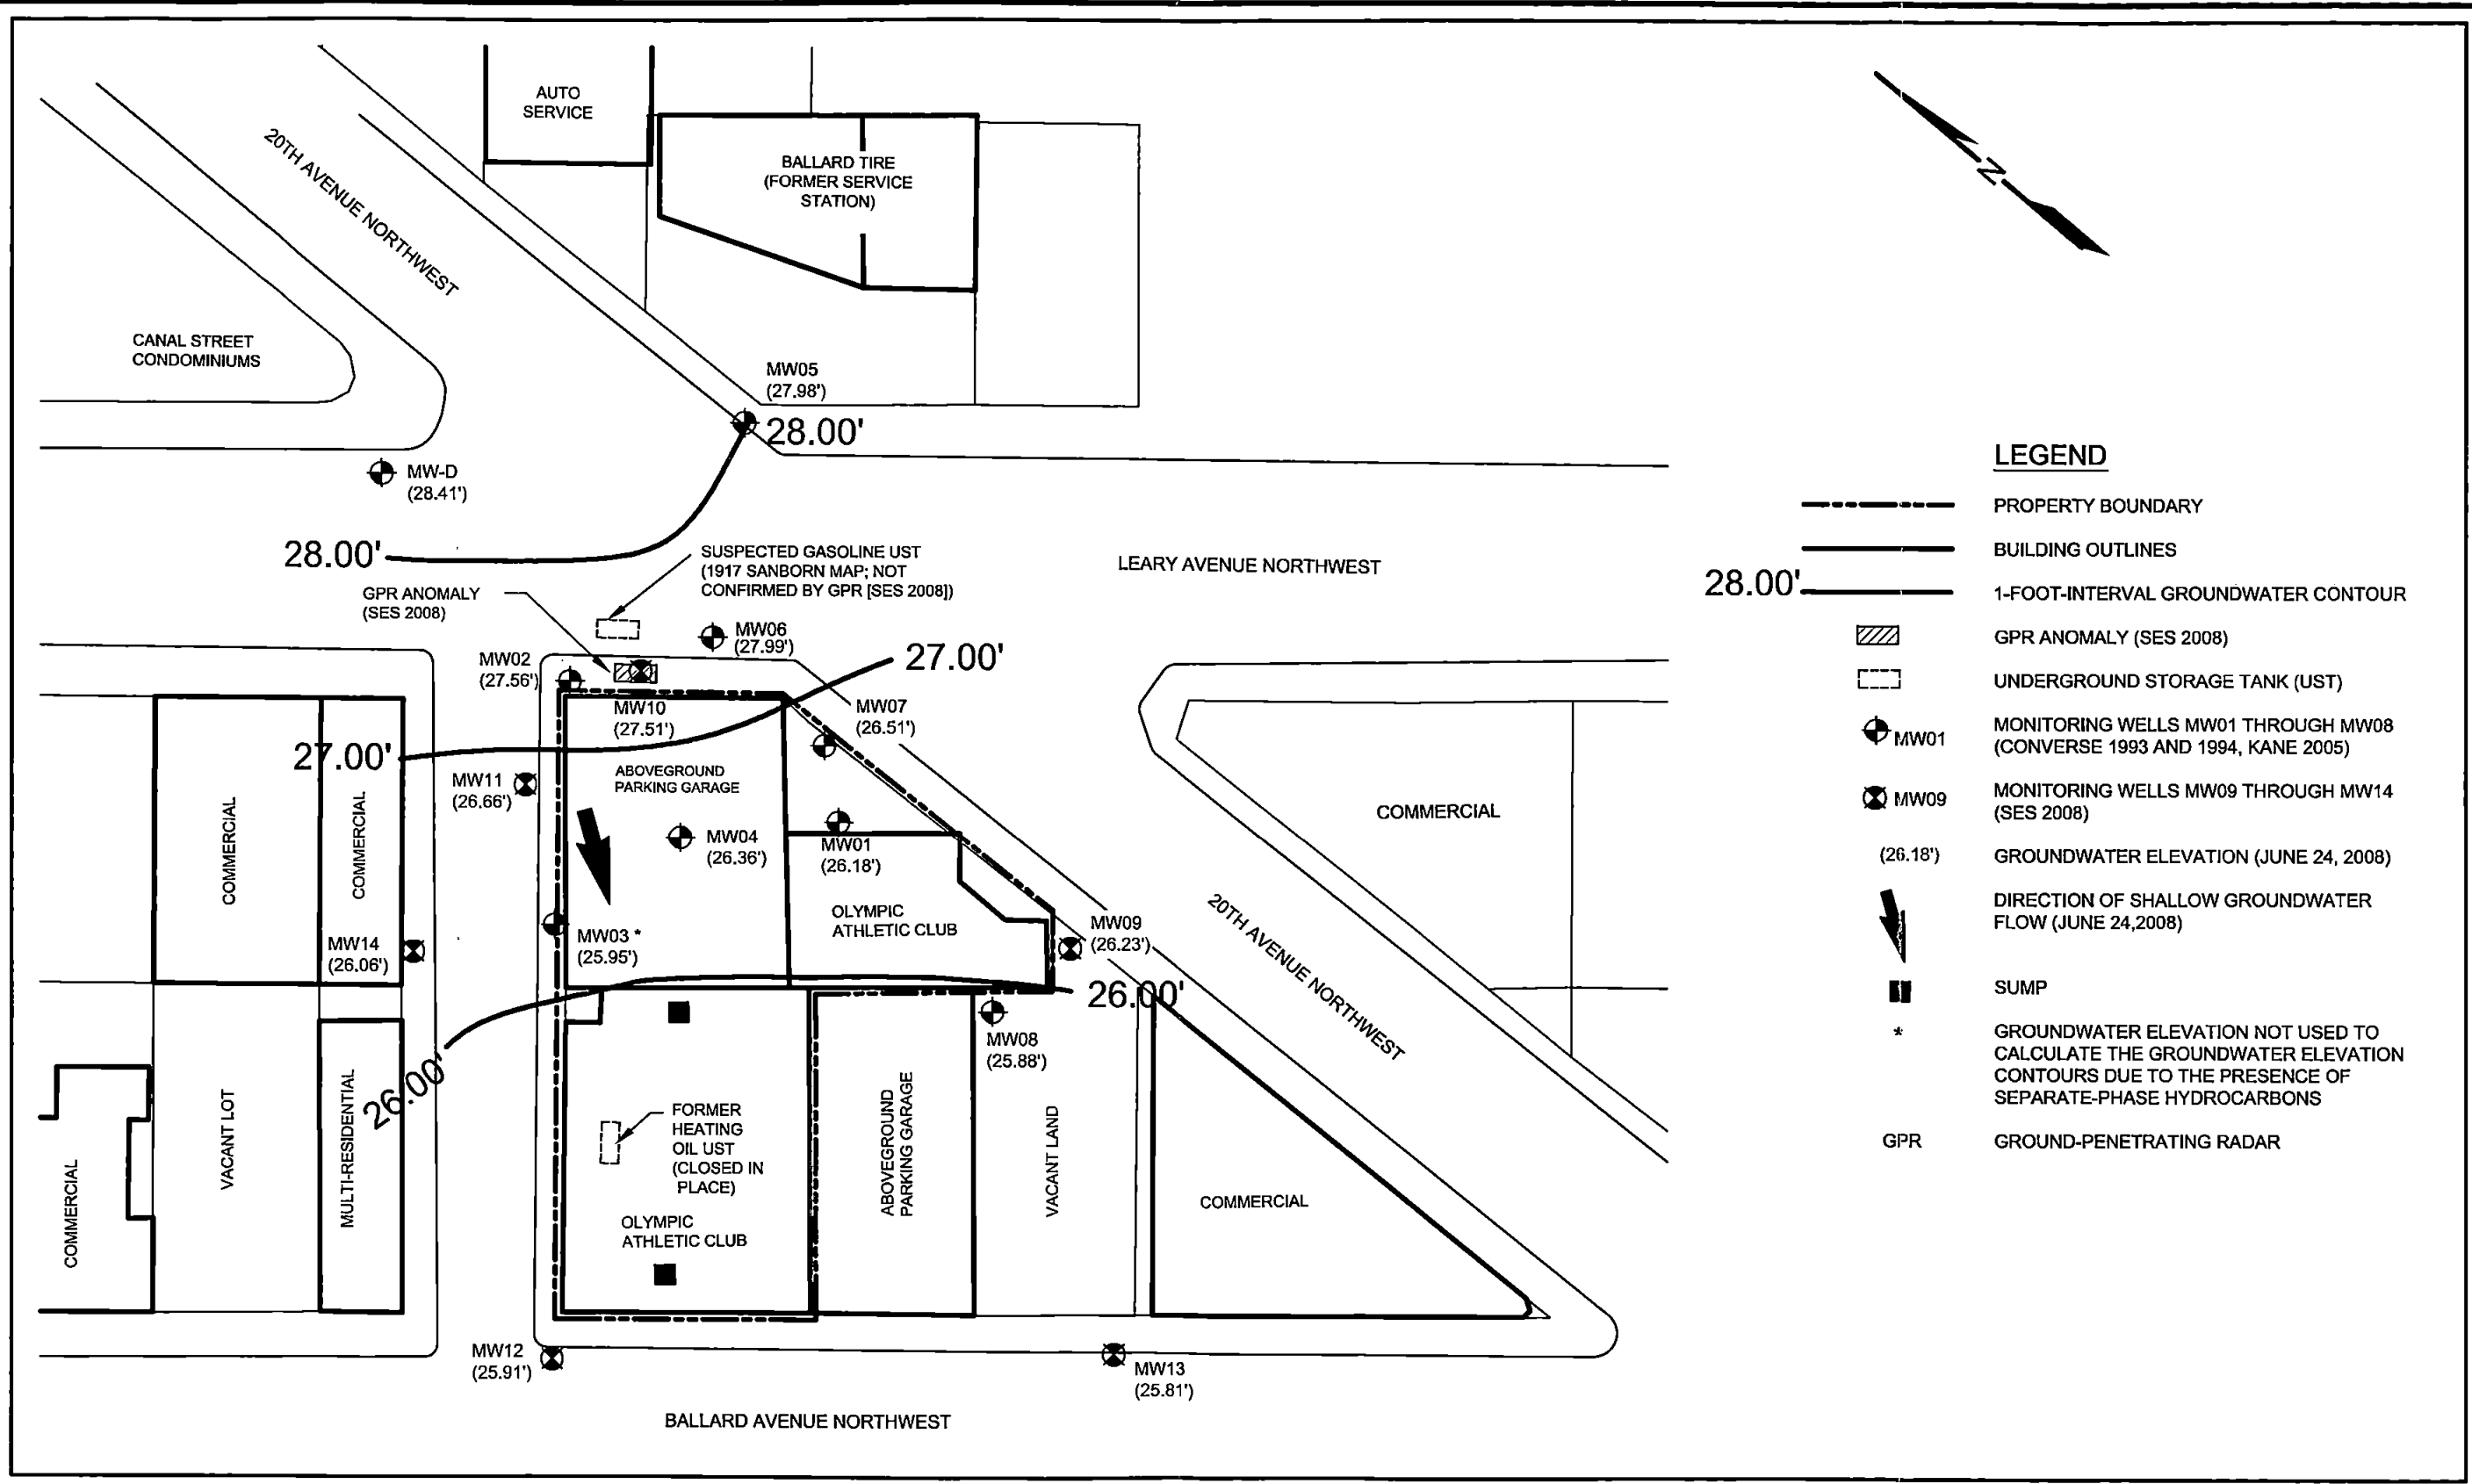 AUTO
SERVICE
20TH AVENUE NORTHWEST
BALLARD TIRE
(FORMER SERVICE
STATION)
N
CANAL STREET
CONDOMINIUMS
MW05
(27.98')
28.00'
MW-D
(28.41')
28.00'
SUSPECTED GASOLINE UST
(1917 SANBORN MAP; NOT
CONFIRMED BY GPR [SES 2008])
LEARY AVENUE NORTHWEST
GPR ANOMALY
(SES 2008)
MW06
(27.99')
27.00'
MW02
(27.56')
MW10
(27.51')
MW07
(26.51')
27.00'
MW11
(26.66')
ABOVEGROUND
PARKING GARAGE
COMMERCIAL
COMMERCIAL
MW04
(26.36')
MW01
(26.18')
COMMERCIAL
OLYMPIC
ATHLETIC CLUB
MW03 *
(25.95')
MW14
(26.06')
MW09
(26.23')
20TH AVENUE NORTHWEST
26.00'
MW08
(25.88')
26.00'
FORMER
HEATING
OIL UST
(CLOSED IN
PLACE)
ABOVEGROUND
PARKING GARAGE
VACANT LAND
COMMERCIAL
VACANT LOT
MULTI-RESIDENTIAL
COMMERCIAL
OLYMPIC
ATHLETIC CLUB
MW12
(25.91')
MW13
(25.81')
BALLARD AVENUE NORTHWEST
LEGEND
PROPERTY BOUNDARY
BUILDING OUTLINES
28.00'
1-FOOT-INTERVAL GROUNDWATER CONTOUR
GPR ANOMALY (SES 2008)
UNDERGROUND STORAGE TANK (UST)
MW01
MONITORING WELLS MW01 THROUGH MW08
(CONVERSE 1993 AND 1994, KANE 2005)
MW09
MONITORING WELLS MW09 THROUGH MW14
(SES 2008)
(26.18')
GROUNDWATER ELEVATION (JUNE 24, 2008)
DIRECTION OF SHALLOW GROUNDWATER
FLOW (JUNE 24,2008)
SUMP
*
GROUNDWATER ELEVATION NOT USED TO
CALCULATE THE GROUNDWATER ELEVATION
CONTOURS DUE TO THE PRESENCE OF
SEPARATE-PHASE HYDROCARBONS
GPR
GROUND-PENETRATING RADAR